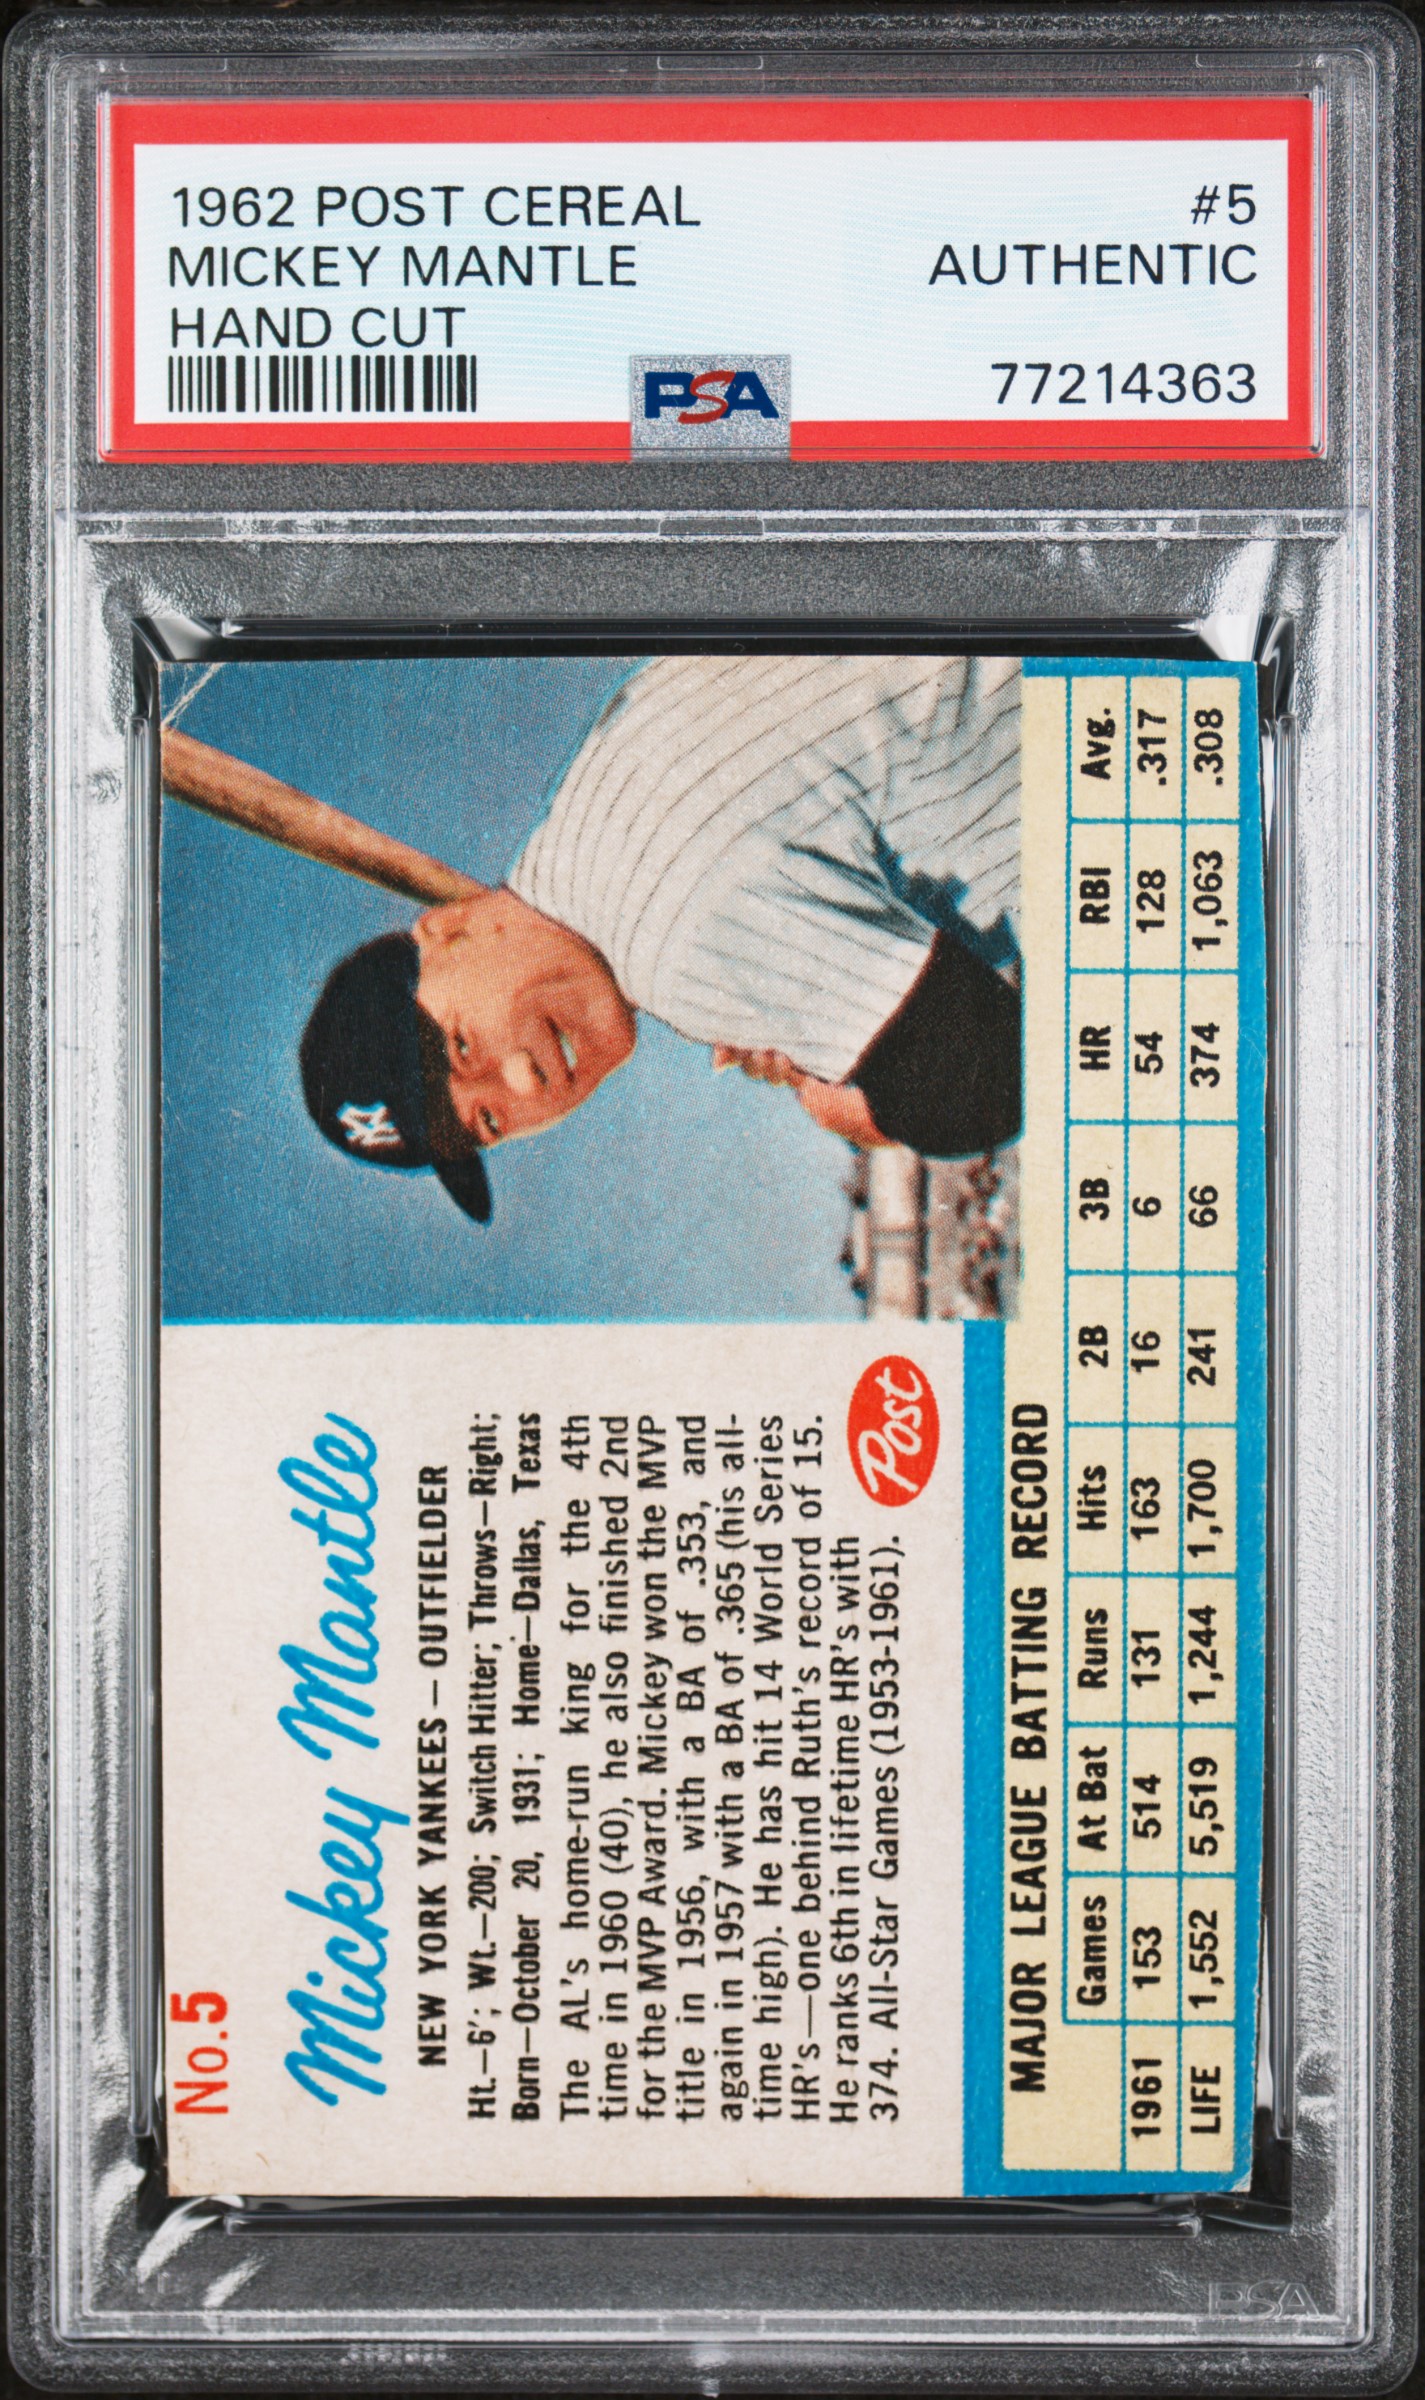 1962 POST CEREAL #5
MICKEY MANTLE AUTHENTIC
HAND CUT
PSA 77214363
No.5
Mickey Mantle
NEW YORK YANKEES — OUTFIELDER
Ht.—6'; Wt.—200; Switch Hitter; Throws—Right;
Born—October 20, 1931; Home—Dallas, Texas
The AL's home-run king for the 4th
time in 1960 (40), he also finished 2nd
for the MVP Award. Mickey won the MVP
title in 1956, with a BA of .353, and
again in 1957 with a BA of .365 (his all-
time high). He has hit 14 World Series
HR's—one behind Ruth's record of 15.
He ranks 6th in lifetime HR's with
374. All-Star Games (1953-1961).
Post
MAJOR LEAGUE BATTING RECORD
Games At Bat Runs Hits 2B 3B HR RBI Avg.
1961 153 514 131 163 16 6 54 128 .317
LIFE 1,552 5,519 1,244 1,700 241 66 374 1,063 .308
NY
PSA